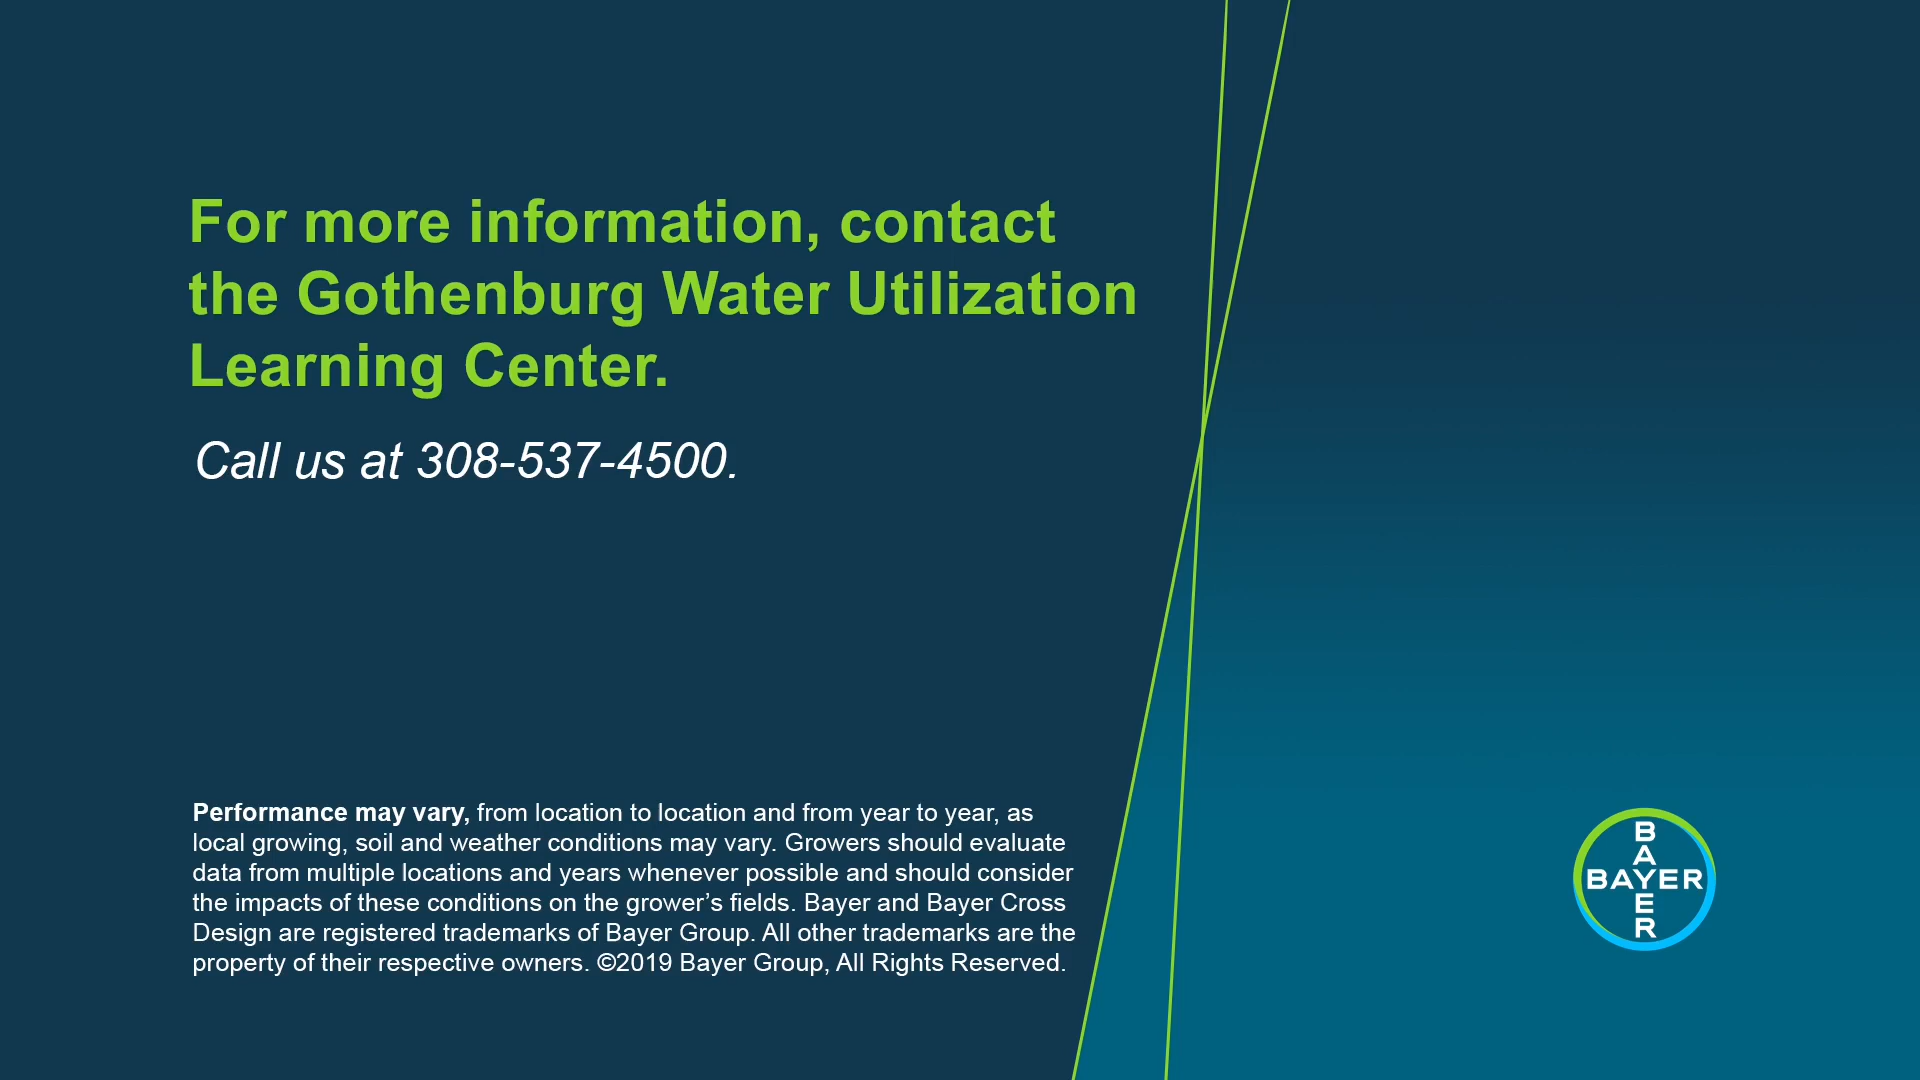 For more information, contact
the Gothenburg Water Utilization
Learning Center.
Call us at 308-537-4500.
Performance may vary, from location to location and from year to year, as
local growing, soil and weather conditions may vary. Growers should evaluate
data from multiple locations and years whenever possible and should consider
the impacts of these conditions on the grower’s fields. Bayer and Bayer Cross
Design are registered trademarks of Bayer Group. All other trademarks are the
property of their respective owners. ©2019 Bayer Group, All Rights Reserved.
BAYER
BAYER